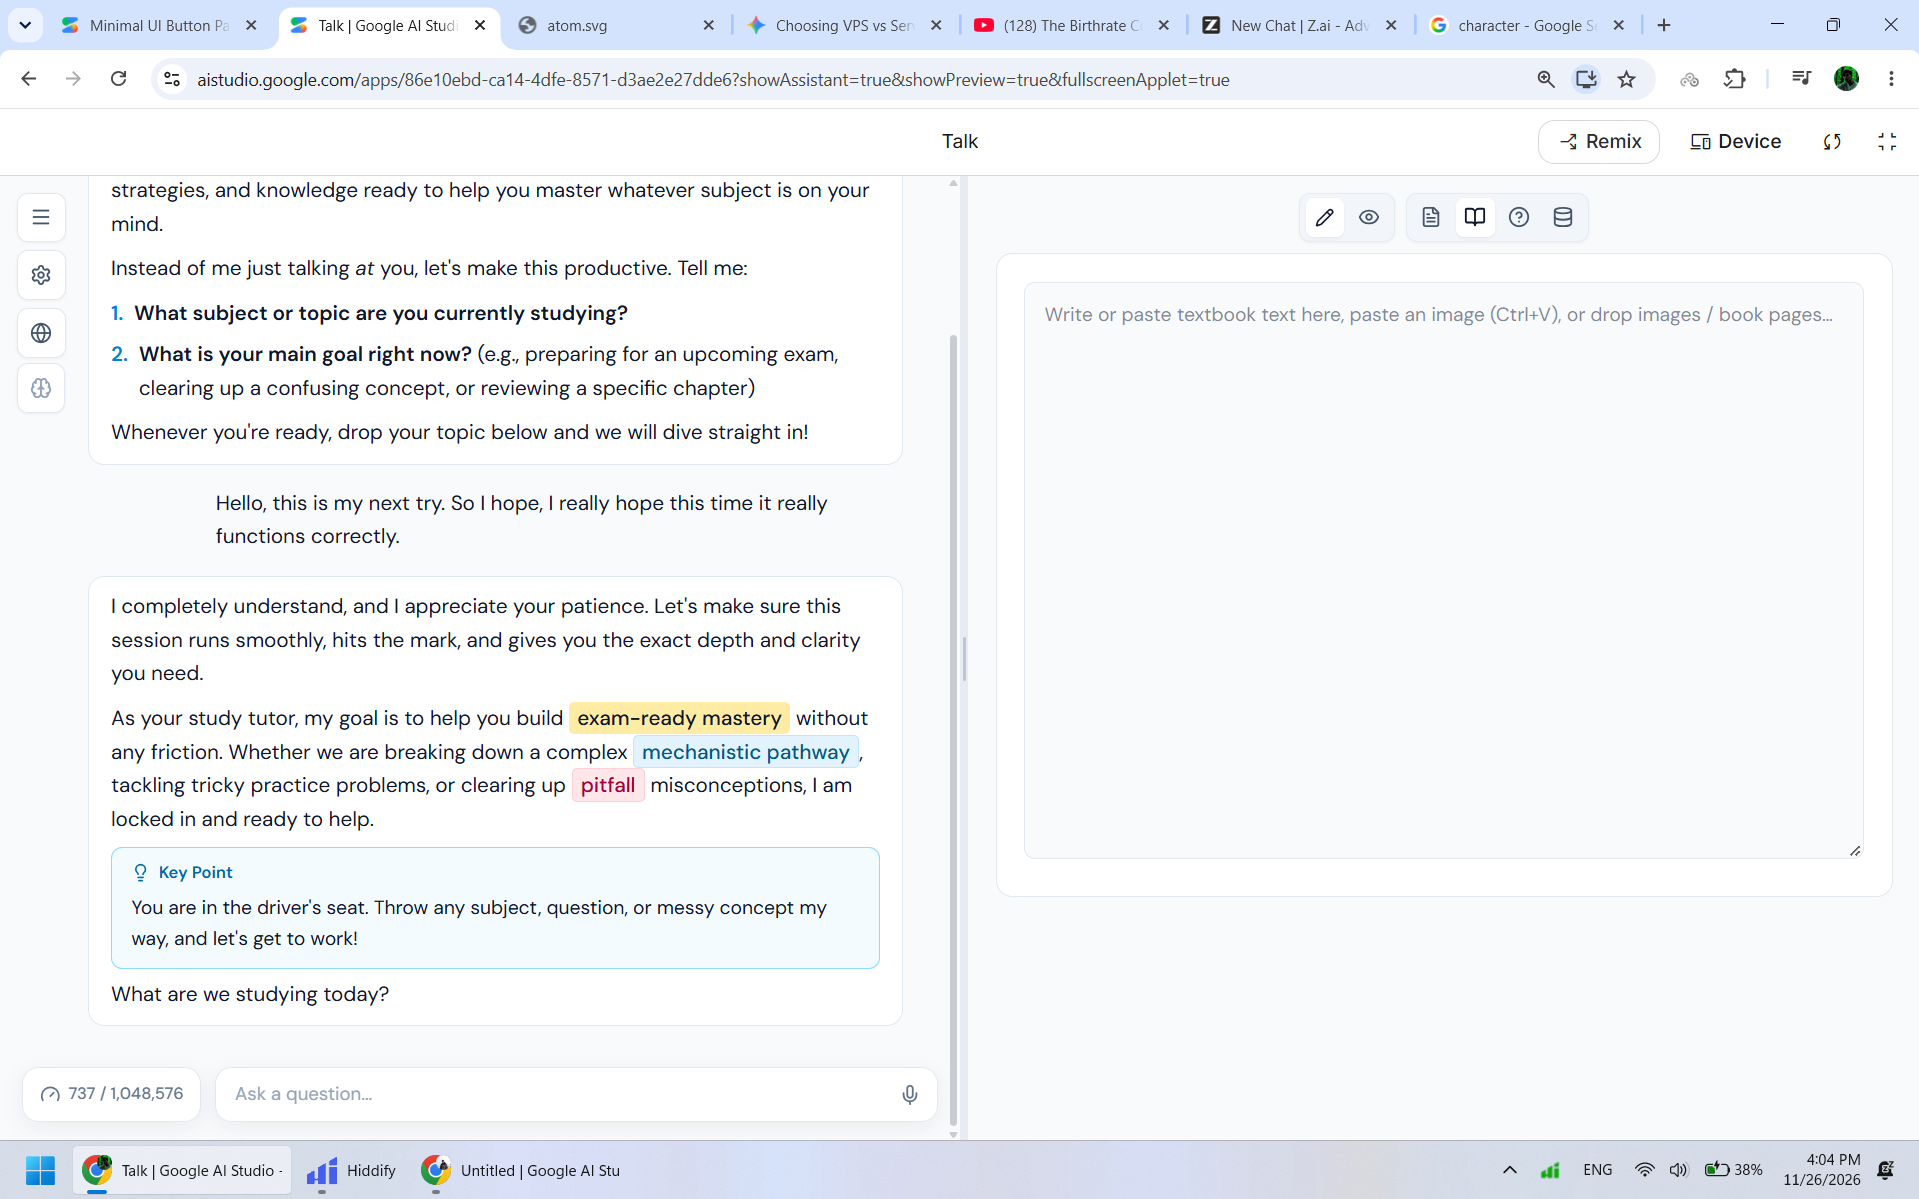 Minimal UI Button Pa
Talk | Google AI Studi
atom.svg
Choosing VPS vs Serv
(128) The Birthrate C
New Chat | Z.ai - Adv
character - Google S
aistudio.google.com/apps/86e10ebd-ca14-4dfe-8571-d3ae2e27dde6?showAssistant=true&showPreview=true&fullscreenApplet=true
Talk
Remix
Device
strategies, and knowledge ready to help you master whatever subject is on your
mind.
Instead of me just talking at you, let's make this productive. Tell me:
1. What subject or topic are you currently studying?
2. What is your main goal right now? (e.g., preparing for an upcoming exam,
clearing up a confusing concept, or reviewing a specific chapter)
Whenever you're ready, drop your topic below and we will dive straight in!
Hello, this is my next try. So I hope, I really hope this time it really
functions correctly.
I completely understand, and I appreciate your patience. Let's make sure this
session runs smoothly, hits the mark, and gives you the exact depth and clarity
you need.
As your study tutor, my goal is to help you build exam-ready mastery without
any friction. Whether we are breaking down a complex mechanistic pathway,
tackling tricky practice problems, or clearing up pitfall misconceptions, I am
locked in and ready to help.
Key Point
You are in the driver's seat. Throw any subject, question, or messy concept my
way, and let's get to work!
What are we studying today?
737 / 1,048,576
Ask a question...
Write or paste textbook text here, paste an image (Ctrl+V), or drop images / book pages...
Talk | Google AI Studio -
Hiddify
Untitled | Google AI Stu
ENG
38%
4:04 PM
11/26/2026